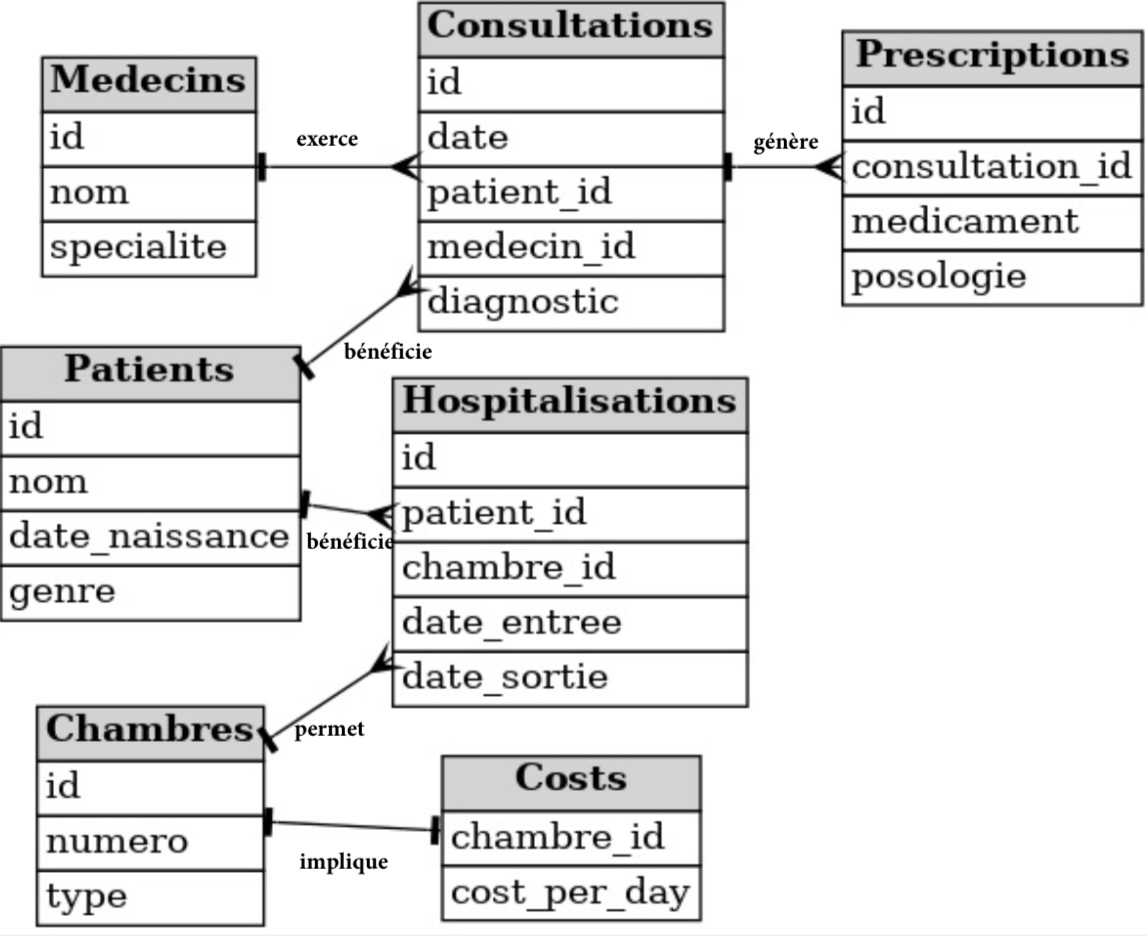 Medecins
id
nom
specialite
exerce
Consultations
id
date
patient_id
medecin_id
diagnostic
génère
Prescriptions
id
consultation_id
medicament
posologie
bénéficie
Patients
id
nom
date_naissance
genre
bénéficie
Hospitalisations
id
patient_id
chambre_id
date_entree
date_sortie
permet
Chambres
id
numero
type
implique
Costs
chambre_id
cost_per_day